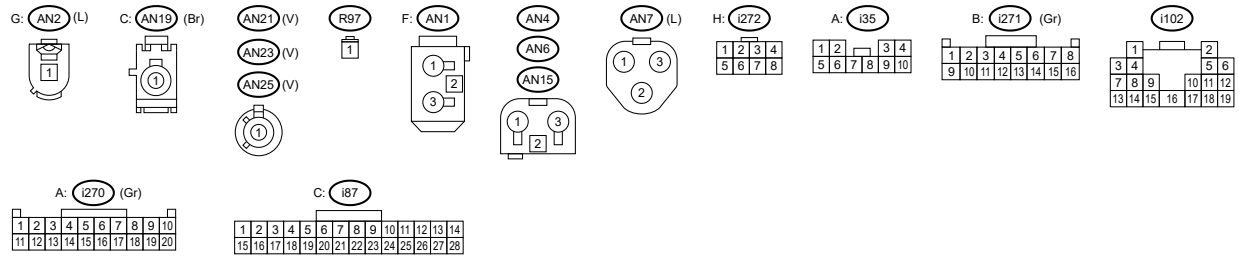 G: AN2 (L) C: AN19 (Br) AN21 (V) R97 F: AN1 AN4 AN7 (L) H: i272 A: i35 B: i271 (Gr) i102
AN23 (V) AN6
AN25 (V) AN15
1
1
1
1
1
2
3
1 3
2
1 3
2
1 2 3 4
5 6 7 8
1 2 3 4
5 6 7 8 9 10
1 2 3 4 5 6 7 8
9 10 11 12 13 14 15 16
1 2
3 4 5 6
7 8 9 10 11 12
13 14 15 16 17 18 19
A: i270 (Gr) C: i87
1 2 3 4 5 6 7 8 9 10
11 12 13 14 15 16 17 18 19 20
1 2 3 4 5 6 7 8 9 10 11 12 13 14
15 16 17 18 19 20 21 22 23 24 25 26 27 28